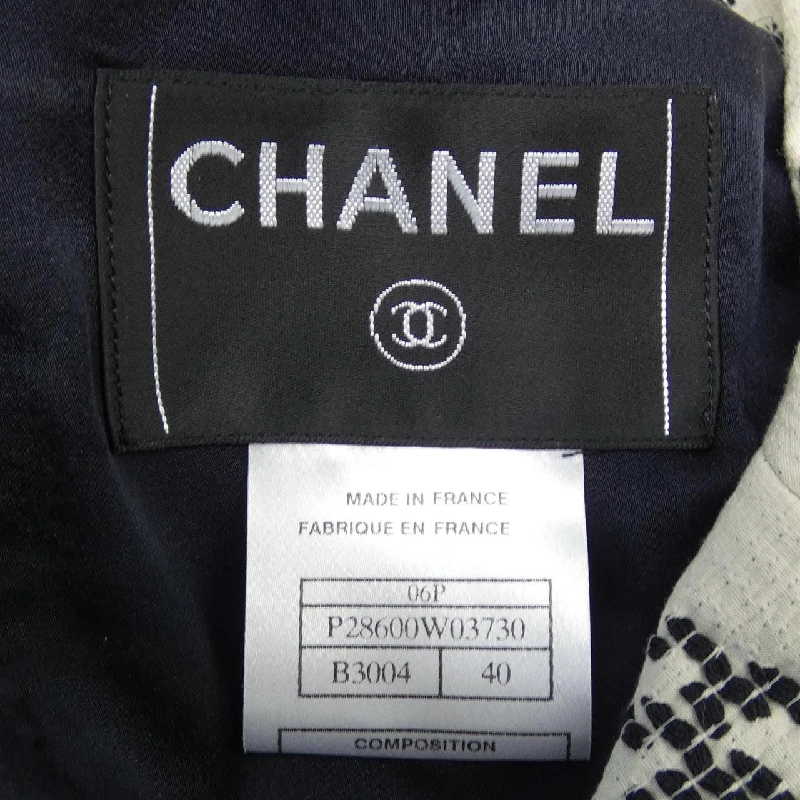 CHANEL
MADE IN FRANCE
FABRIQUE EN FRANCE
06P
P28600W03730
B3004 40
COMPOSITION